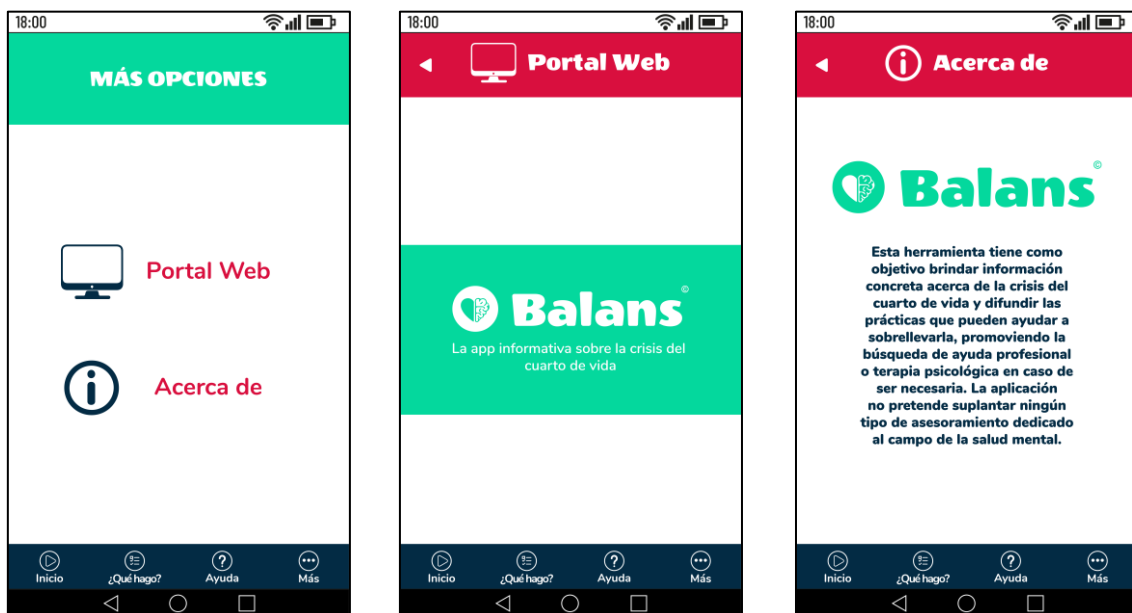 18:00
MÁS OPCIONES
Portal Web
Acerca de
Inicio
¿Qué hago?
Ayuda
Más
18:00
Portal Web
Balans©
La app informativa sobre la crisis del
cuarto de vida
Inicio
¿Qué hago?
Ayuda
Más
18:00
Acerca de
Balans©
Esta herramienta tiene como
objetivo brindar información
concreta acerca de la crisis del
cuarto de vida y difundir las
prácticas que pueden ayudar a
sobrellevarla, promoviendo la
búsqueda de ayuda profesional
o terapia psicológica en caso de
ser necesaria. La aplicación
no pretende suplantar ningún
tipo de asesoramiento dedicado
al campo de la salud mental.
Inicio
¿Qué hago?
Ayuda
Más